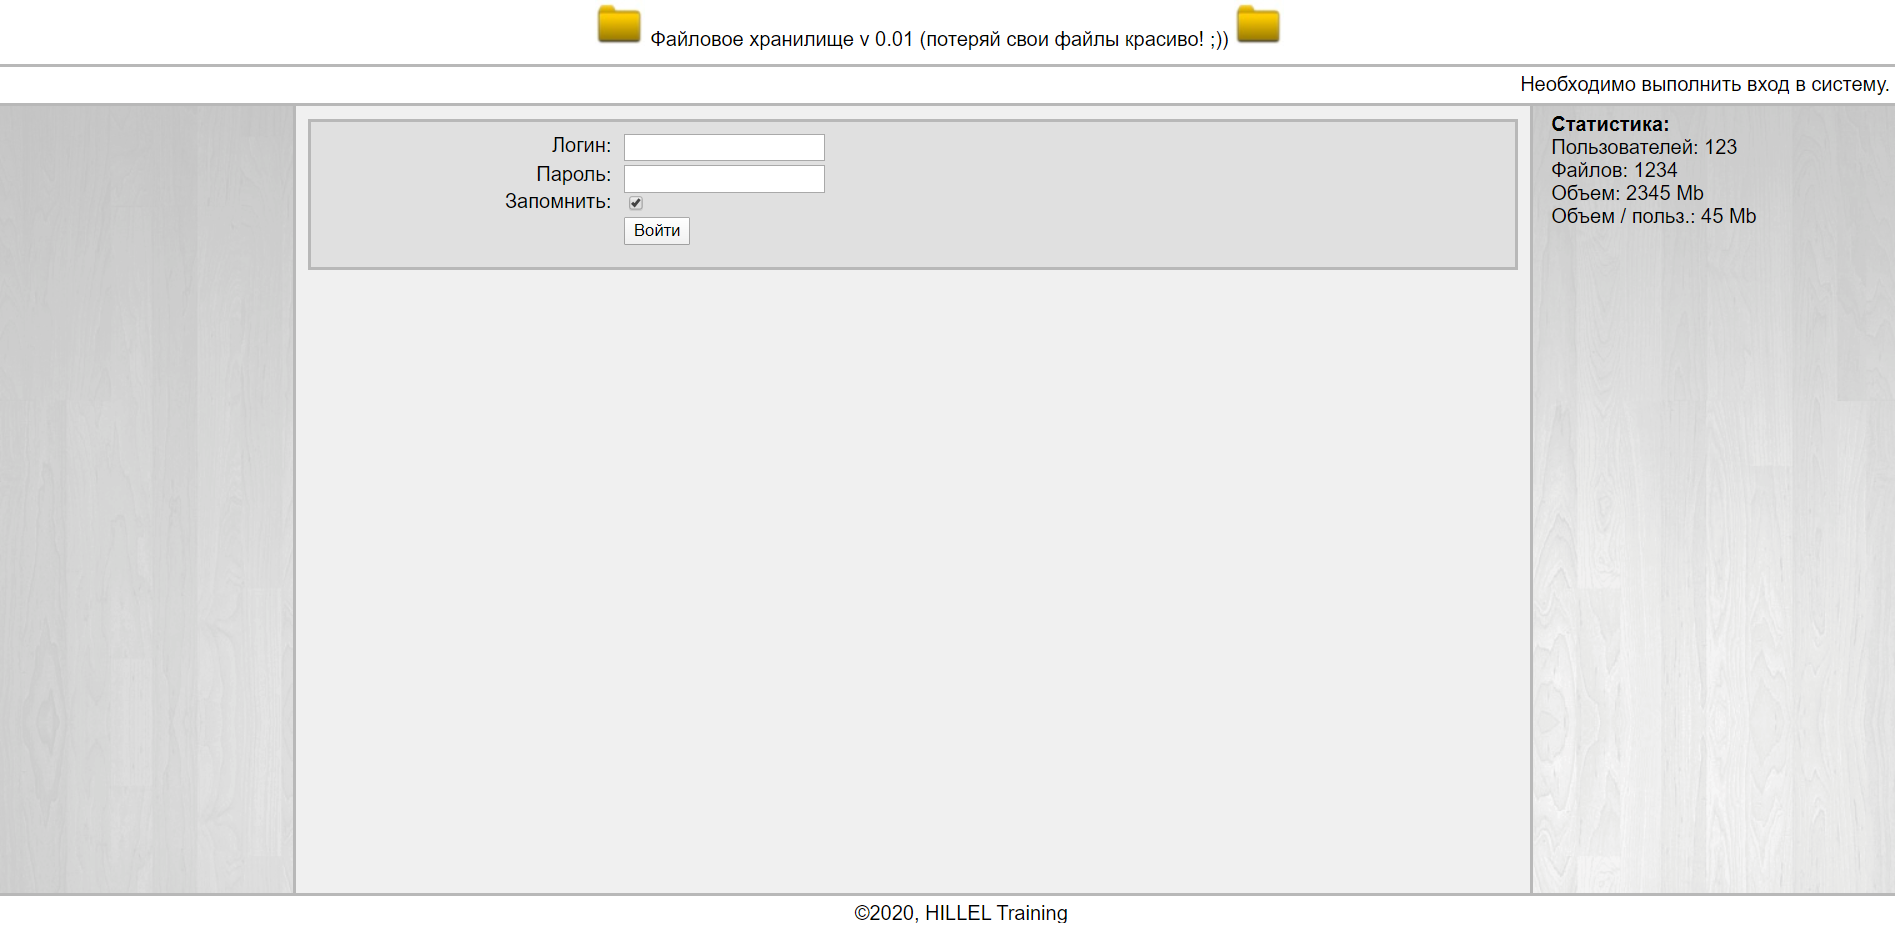 Файловое хранилище v 0.01 (потеряй свои файлы красиво! ;))
Необходимо выполнить вход в систему.
Логин:
Пароль:
Запомнить:
Войти
Статистика:
Пользователей: 123
Файлов: 1234
Объем: 2345 Mb
Объем / польз.: 45 Mb
©2020, HILLEL Training